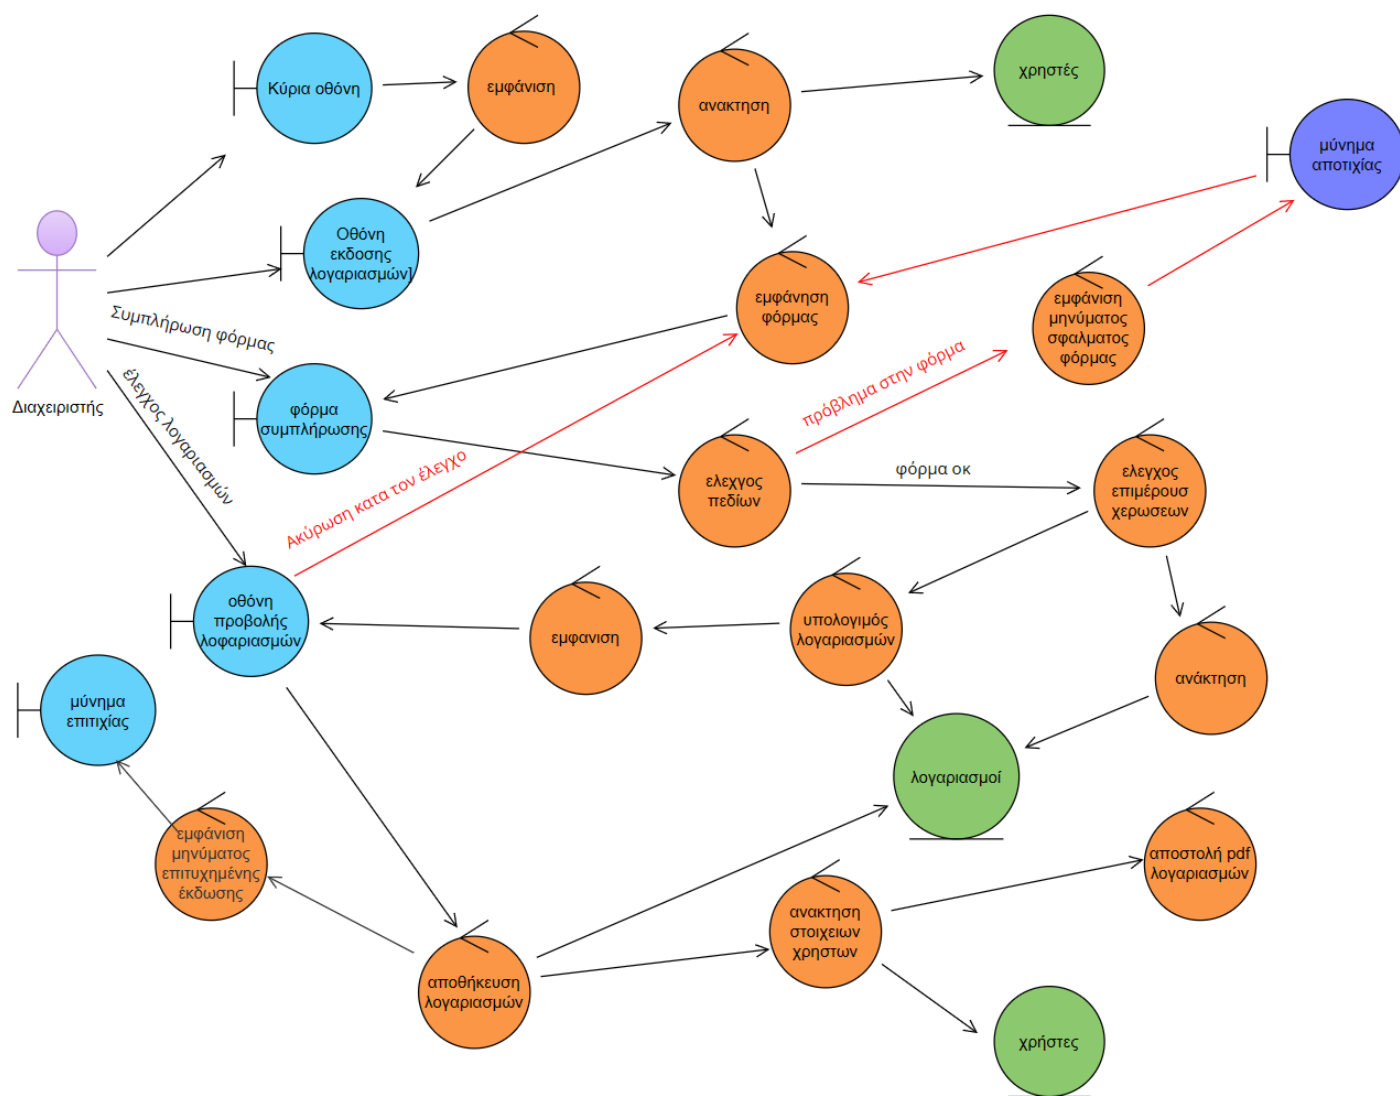 Κύρια οθόνη
εμφάνιση
ανακτηση
χρηστές
μύνημα
αποτιχίας
Οθόνη
εκδοσης
λογαριασμών]
εμφάνηση
φόρμας
εμφάνιση
μηνύματος
σφαλματος
φόρμας
Συμπλήρωση φόρμας
Διαχειριστής
έλεγχος λογαριασμών
φόρμα
συμπλήρωσης
πρόβλημα στην φόρμα
Ακύρωση κατα τον έλεγχο
ελεχγος
πεδίων
φόρμα οκ
ελεγχος
επιμέρουσ
χερωσεων
οθόνη
προβολής
λοφαριασμών
εμφανιση
υπολογιμός
λογαριασμών
ανάκτηση
μύνημα
επιτιχίας
λογαριασμοί
εμφάνιση
μηνύματος
επιτυχημένης
έκδωσης
αποστολή pdf
λογαριασμών
ανακτηση
στοιχειων
χρηστων
αποθήκευση
λογαριασμών
χρήστες